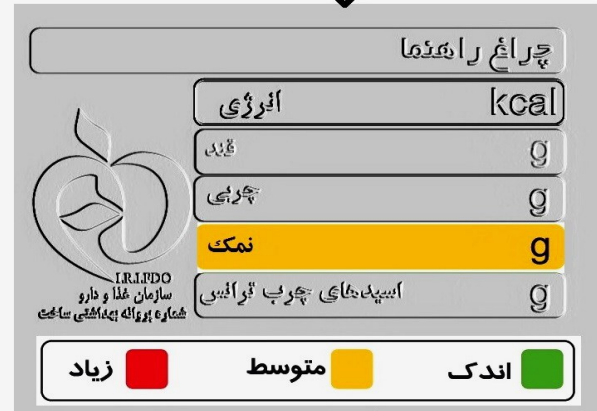 چراغ راهنما
انرژی kcal
قند g
چربی g
نمک g
اسیدهای چرب ترانس g
I.R.I.FDO
سازمان غذا و دارو
شماره پروانه بهداشتی ساخت
اندک متوسط زیاد